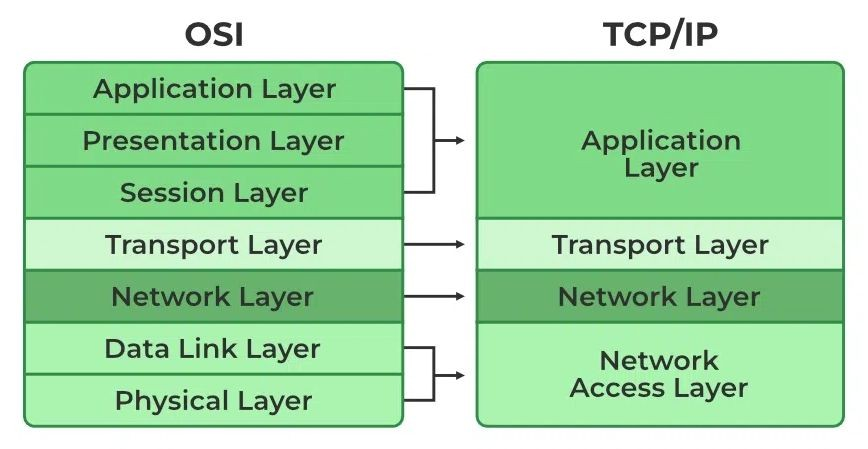 OSI
Application Layer
Presentation Layer
Session Layer
Transport Layer
Network Layer
Data Link Layer
Physical Layer
TCP/IP
Application
Layer
Transport Layer
Network Layer
Network
Access Layer